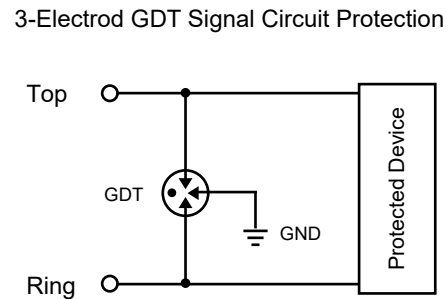 3-Electrod GDT Signal Circuit Protection
Top
Protected Device
GDT
GND
Ring